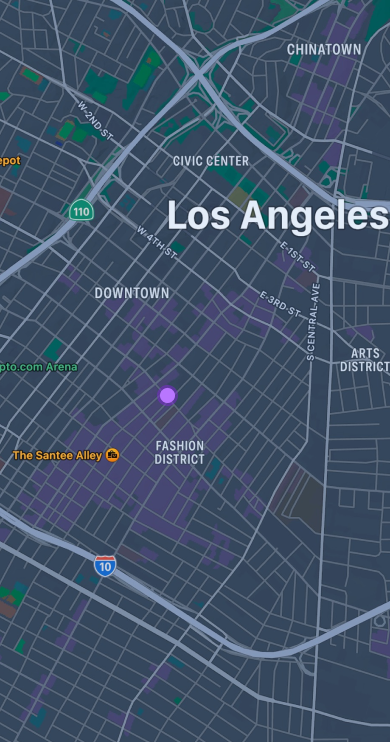 CHINATOWN
W-2ND-ST
epot
CIVIC CENTER
110
Los Angeles
W-4TH-ST
E-1ST-ST
DOWNTOWN
E-3RD-ST
S-CENTRAL-AVE
ARTS
DISTRICT
pto.com Arena
The Santee Alley
FASHION
DISTRICT
10